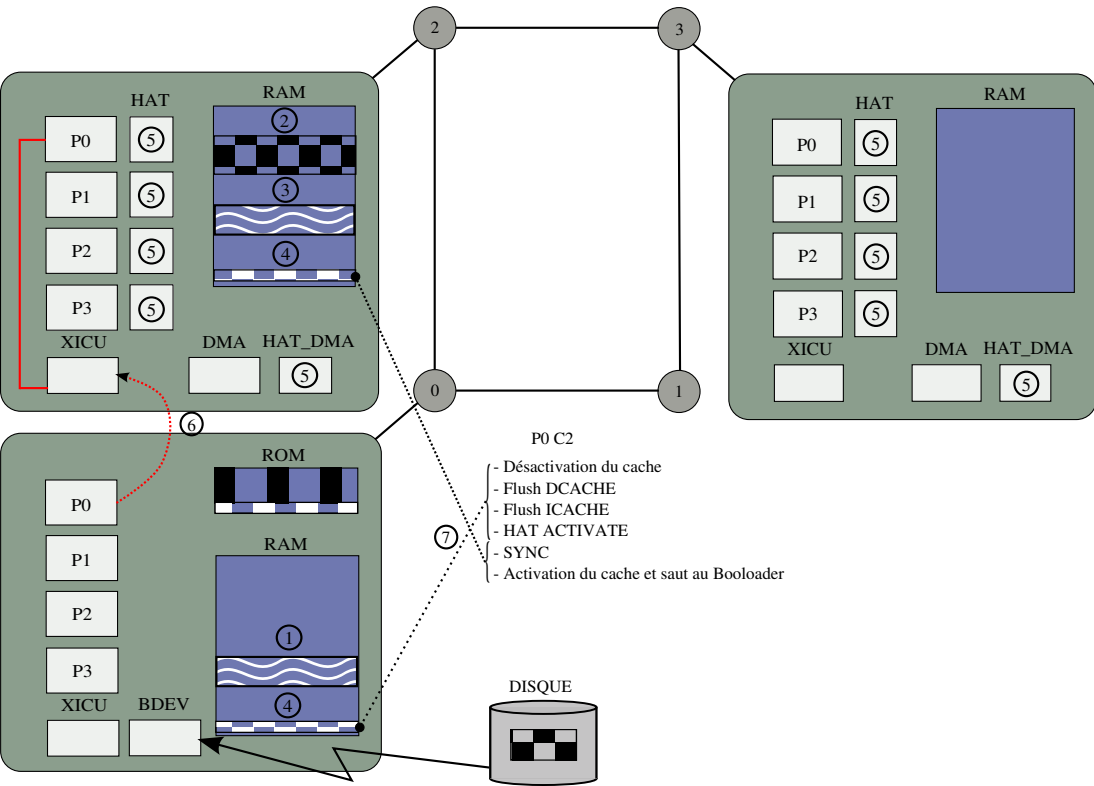 2
3
HAT
RAM
P0
5
2
P1
5
3
P2
5
4
P3
5
XICU
DMA
HAT_DMA
5
HAT
RAM
P0
5
P1
5
P2
5
P3
5
XICU
DMA
HAT_DMA
5
0
1
6
P0 C2
- Désactivation du cache
- Flush DCACHE
- Flush ICACHE
- HAT ACTIVATE
- SYNC
- Activation du cache et saut au Booloader
7
ROM
P0
RAM
P1
P2
1
P3
XICU
BDEV
4
DISQUE